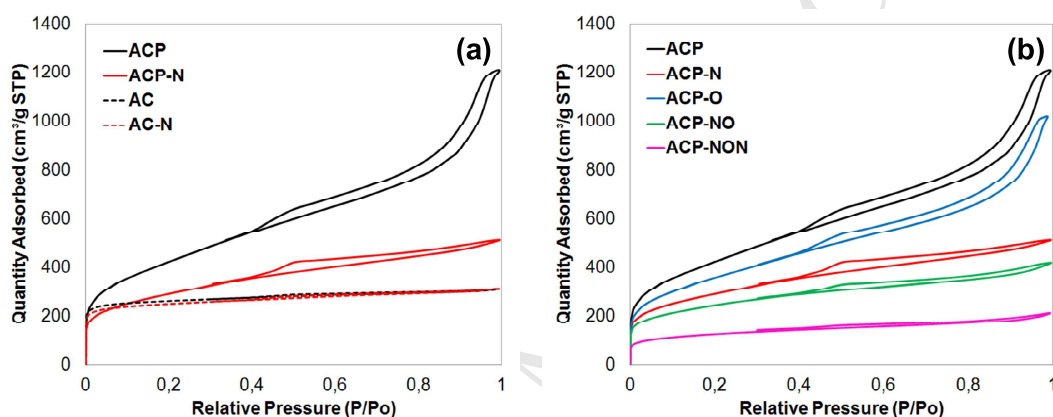 (a)
Quantity Adsorbed (cm³/g STP)
1400
1200
1000
800
600
400
200
0
ACP
ACP-N
AC
AC-N
0
0,2
0,4
0,6
0,8
1
Relative Pressure (P/Po)
(b)
Quantity Adsorbed (cm³/g STP)
1400
1200
1000
800
600
400
200
0
ACP
ACP-N
ACP-O
ACP-NO
ACP-NON
0
0,2
0,4
0,6
0,8
1
Relative Pressure (P/Po)